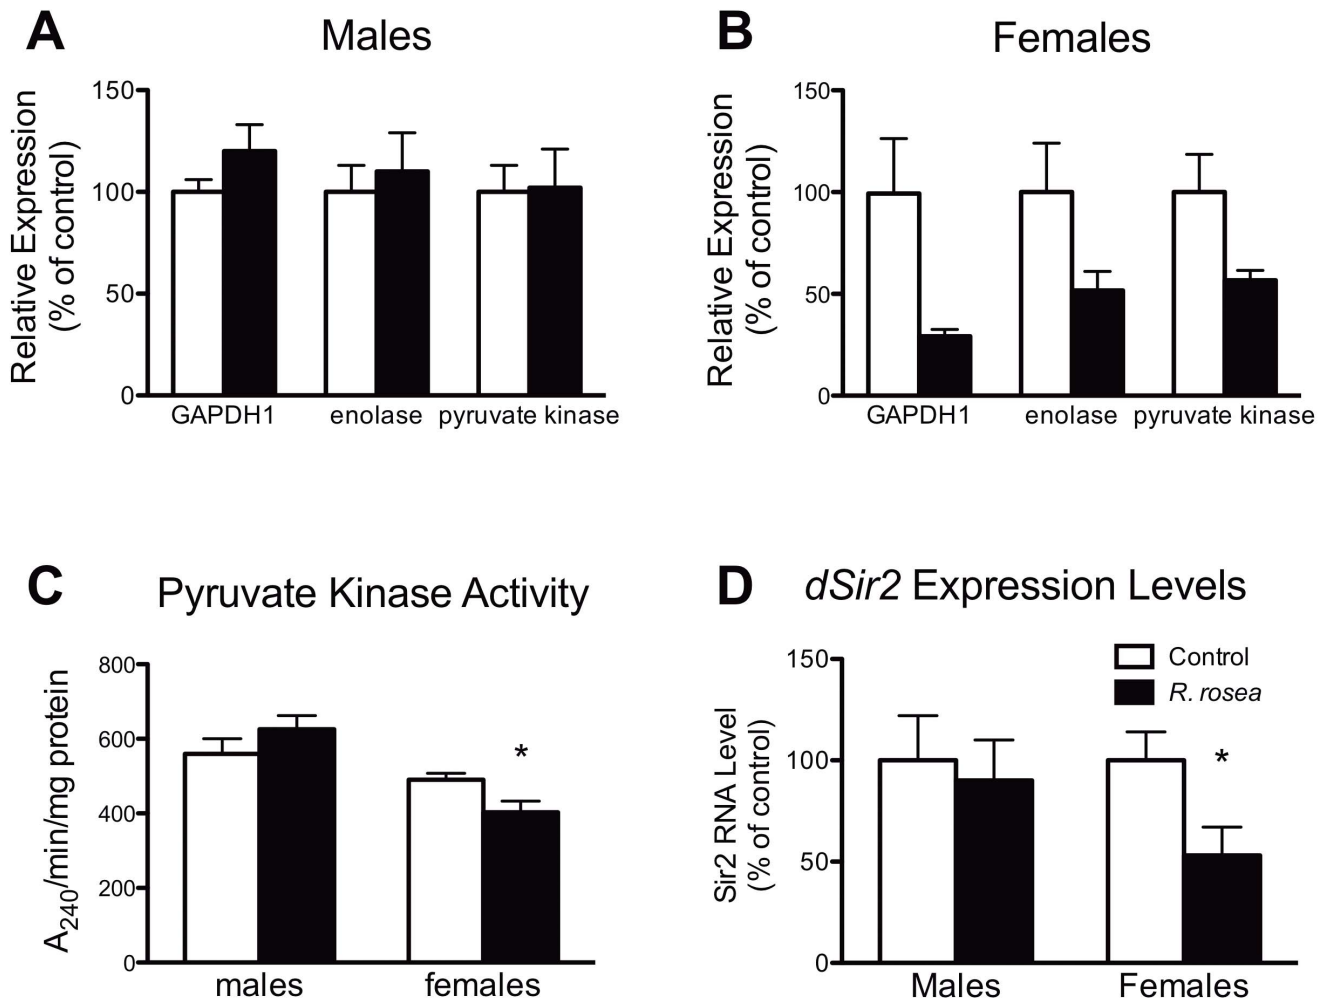 A
Males
Relative Expression
(% of control)
150
100
50
0
GAPDH1
enolase
pyruvate kinase
B
Females
Relative Expression
(% of control)
150
100
50
0
GAPDH1
enolase
pyruvate kinase
C
Pyruvate Kinase Activity
A240/min/mg protein
800
600
400
200
0
*
males
females
D
dSir2 Expression Levels
Control
R. rosea
Sir2 RNA Level
(% of control)
150
100
50
0
*
Males
Females